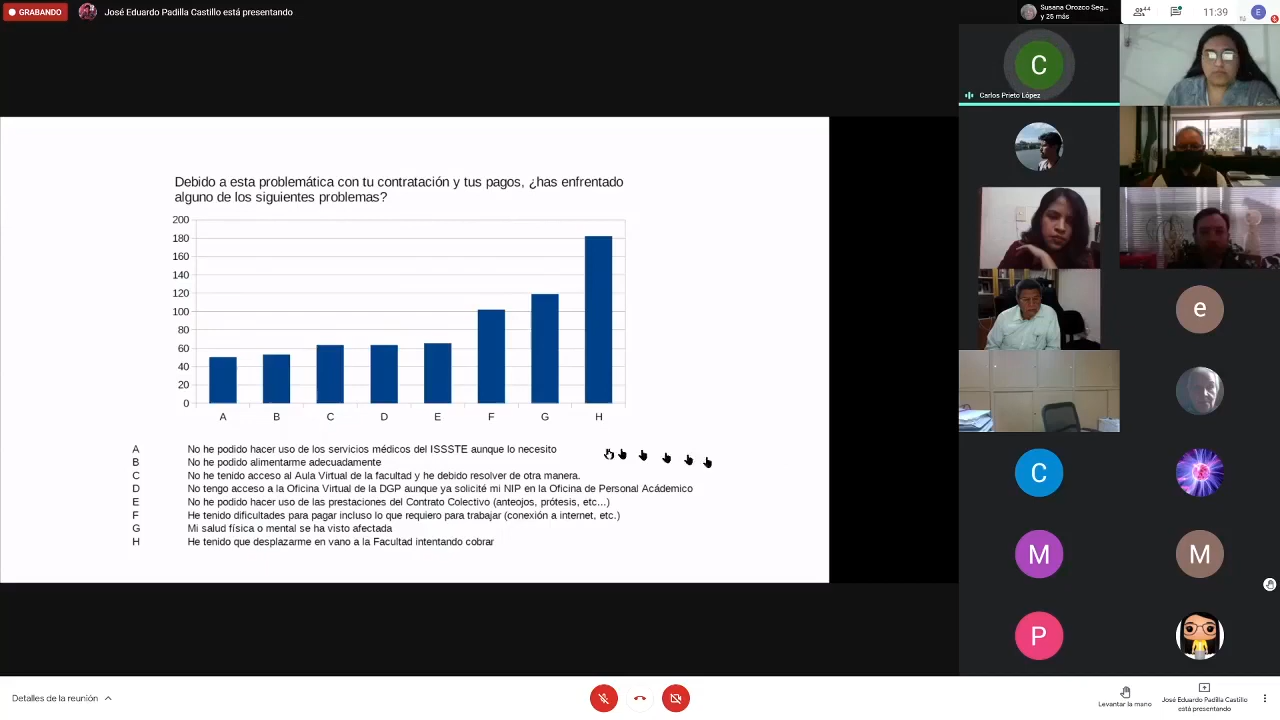 GRABANDO
José Eduardo Padilla Castillo está presentando
Susana Orozco Seg...
y 25 más
44
11:39
E
C
Carlos Prieto López
Debido a esta problemática con tu contratación y tus pagos, ¿has enfrentado
alguno de los siguientes problemas?
200
180
160
140
120
100
80
60
40
20
0
A B C D E F G H
A No he podido hacer uso de los servicios médicos del ISSSTE aunque lo necesito
B No he podido alimentarme adecuadamente
C No he tenido acceso al Aula Virtual de la facultad y he debido resolver de otra manera.
D No tengo acceso a la Oficina Virtual de la DGP aunque ya solicité mi NIP en la Oficina de Personal Acádemico
E No he podido hacer uso de las prestaciones del Contrato Colectivo (anteojos, prótesis, etc...)
F He tenido dificultades para pagar incluso lo que requiero para trabajar (conexión a internet, etc.)
G Mi salud física o mental se ha visto afectada
H He tenido que desplazarme en vano a la Facultad intentando cobrar
e
C
M
M
P
Detalles de la reunión
Levantar la mano
José Eduardo Padilla Castillo
está presentando